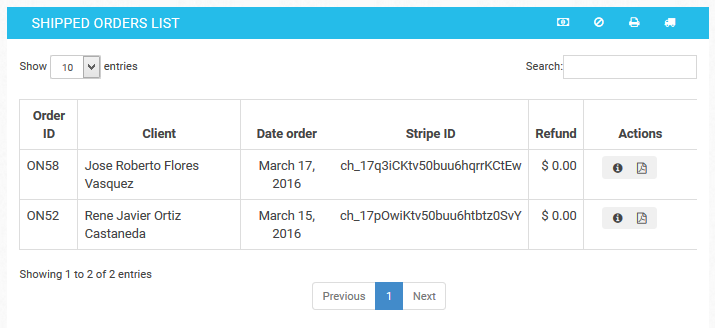 SHIPPED ORDERS LIST
Show 10 entries Search:
Order ID Client Date order Stripe ID Refund Actions
ON58 Jose Roberto Flores Vasquez March 17, 2016 ch_17q3iCKtv50buu6hqrrKCtEw $ 0.00
ON52 Rene Javier Ortiz Castaneda March 15, 2016 ch_17pOwiKtv50buu6htbtz0SvY $ 0.00
Showing 1 to 2 of 2 entries
Previous 1 Next